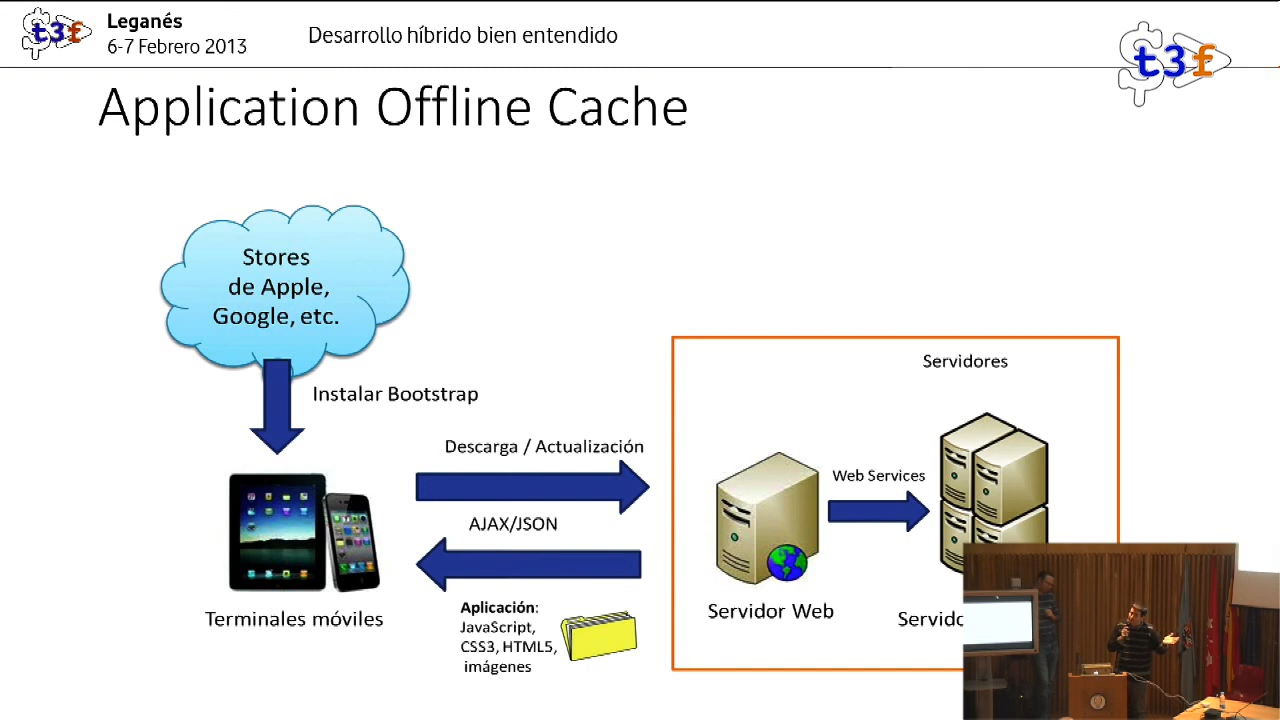 t3f
Leganés
6-7 Febrero 2013
Desarrollo híbrido bien entendido
t3f
Application Offline Cache
Stores
de Apple,
Google, etc.
Instalar Bootstrap
Servidores
Descarga / Actualización
Web Services
AJAX/JSON
Terminales móviles
Aplicación:
JavaScript,
CSS3, HTML5,
imágenes
Servidor Web